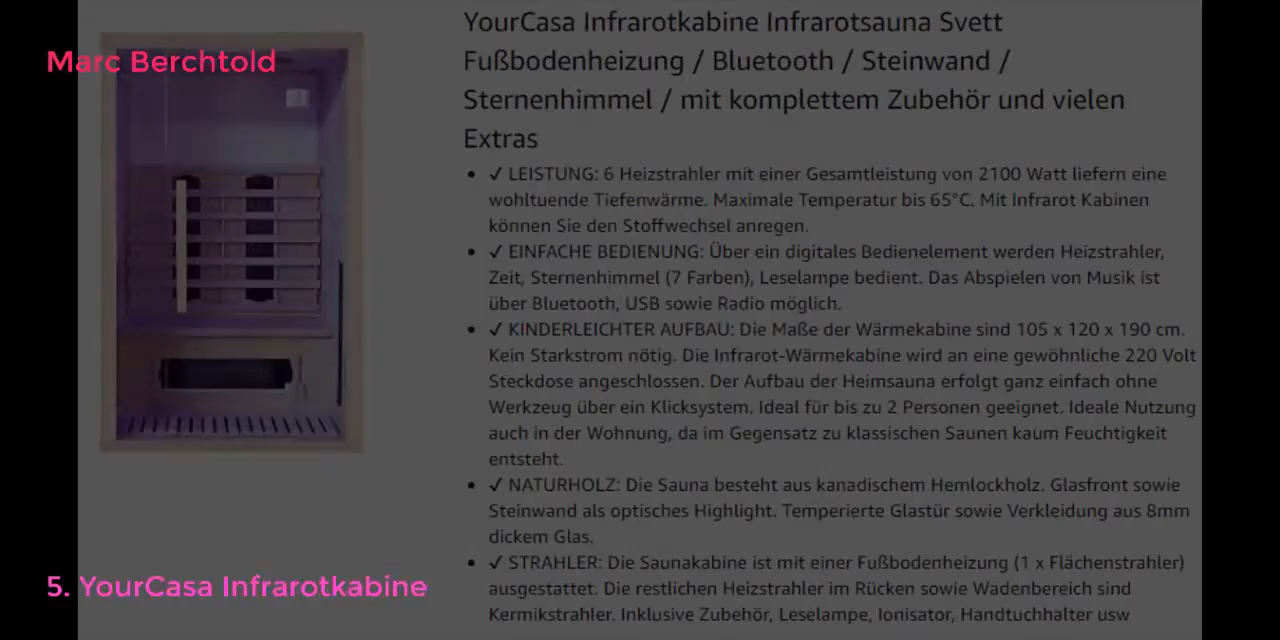 Marc Berchtold
YourCasa Infrarotkabine Infrarotsauna Svett
Fußbodenheizung / Bluetooth / Steinwand /
Sternenhimmel / mit komplettem Zubehör und vielen
Extras
• ✓ LEISTUNG: 6 Heizstrahler mit einer Gesamtleistung von 2100 Watt liefern eine
wohltuende Tiefenwärme. Maximale Temperatur bis 65°C. Mit Infrarot Kabinen
können Sie den Stoffwechsel anregen.
• ✓ EINFACHE BEDIENUNG: Über ein digitales Bedienelement werden Heizstrahler,
Zeit, Sternenhimmel (7 Farben), Leselampe bedient. Das Abspielen von Musik ist
über Bluetooth, USB sowie Radio möglich.
• ✓ KINDERLEICHTER AUFBAU: Die Maße der Wärmekabine sind 105 x 120 x 190 cm.
Kein Starkstrom nötig. Die Infrarot-Wärmekabine wird an eine gewöhnliche 220 Volt
Steckdose angeschlossen. Der Aufbau der Heimsauna erfolgt ganz einfach ohne
Werkzeug über ein Klicksystem. Ideal für bis zu 2 Personen geeignet. Ideale Nutzung
auch in der Wohnung, da im Gegensatz zu klassischen Saunen kaum Feuchtigkeit
entsteht.
• ✓ NATURHOLZ: Die Sauna besteht aus kanadischem Hemlockholz. Glasfront sowie
Steinwand als optisches Highlight. Temperierte Glastür sowie Verkleidung aus 8mm
dickem Glas.
• ✓ STRAHLER: Die Saunakabine ist mit einer Fußbodenheizung (1 x Flächenstrahler)
ausgestattet. Die restlichen Heizstrahler im Rücken sowie Wadenbereich sind
Kermikstrahler. Inklusive Zubehör, Leselampe, Ionisator, Handtuchhalter usw
5. YourCasa Infrarotkabine